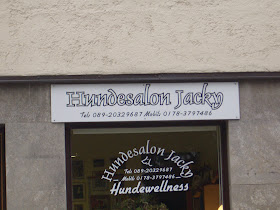 Hundesalon Jacky
Tel: 089-20329687 Mobil: 0178-3797486
Hundesalon Jacky
Tel: 089-20329687
Mobil: 0178-3797486
Hundewellness